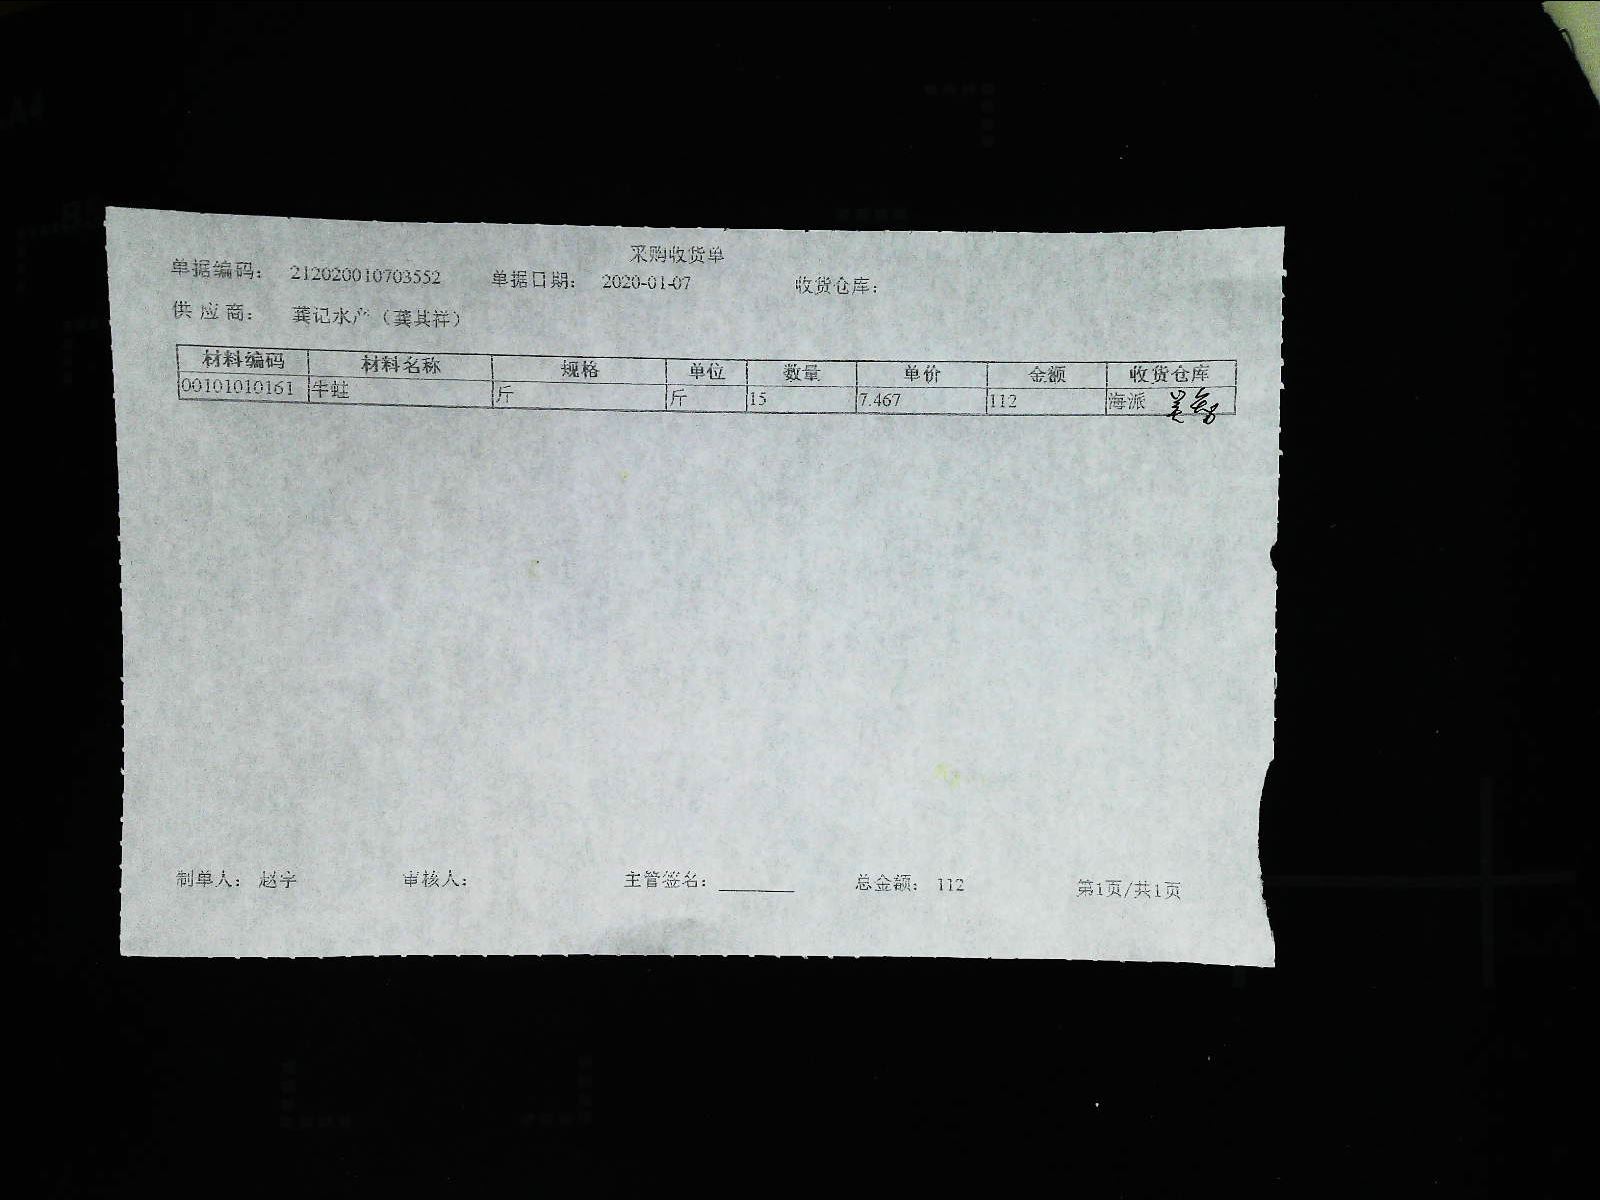 采购收货单
单据编码： 212020010703552 单据日期： 2020-01-07 收货仓库：
供应商： 龚记水产（龚其祥）
材料编码 材料名称 规格 单位 数量 单价 金额 收货仓库
00101010161 牛蛙 斤 斤 15 7.467 112 海派
制单人： 赵宇 审核人： 主管签名： 总金额： 112 第1页/共1页